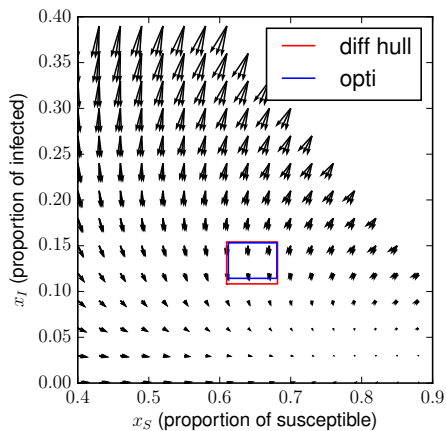 0.40
0.35
0.30
0.25
0.20
0.15
0.10
0.05
0.00
x_I (proportion of infected)
diff hull
opti
0.4 0.5 0.6 0.7 0.8 0.9
x_S (proportion of susceptible)